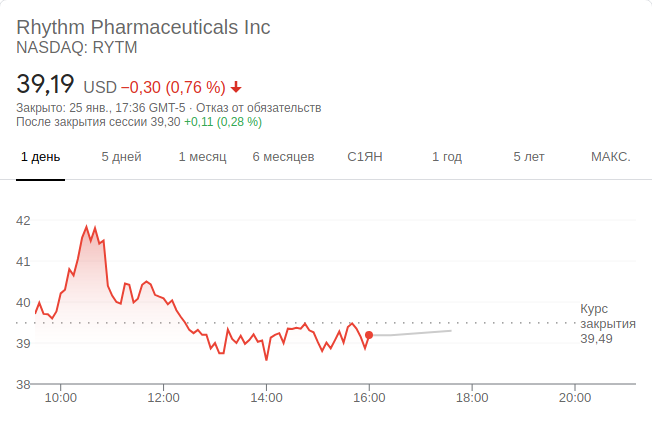 Rhythm Pharmaceuticals Inc
NASDAQ: RYTM
39,19 USD −0,30 (0,76 %)
Закрыто: 25 янв., 17:36 GMT-5 · Отказ от обязательств
После закрытия сессии 39,30 +0,11 (0,28 %)
1 день 5 дней 1 месяц 6 месяцев С1ЯН 1 год 5 лет МАКС.
42
41
40
Курс
закрытия
39,49
39
38
10:00 12:00 14:00 16:00 18:00 20:00